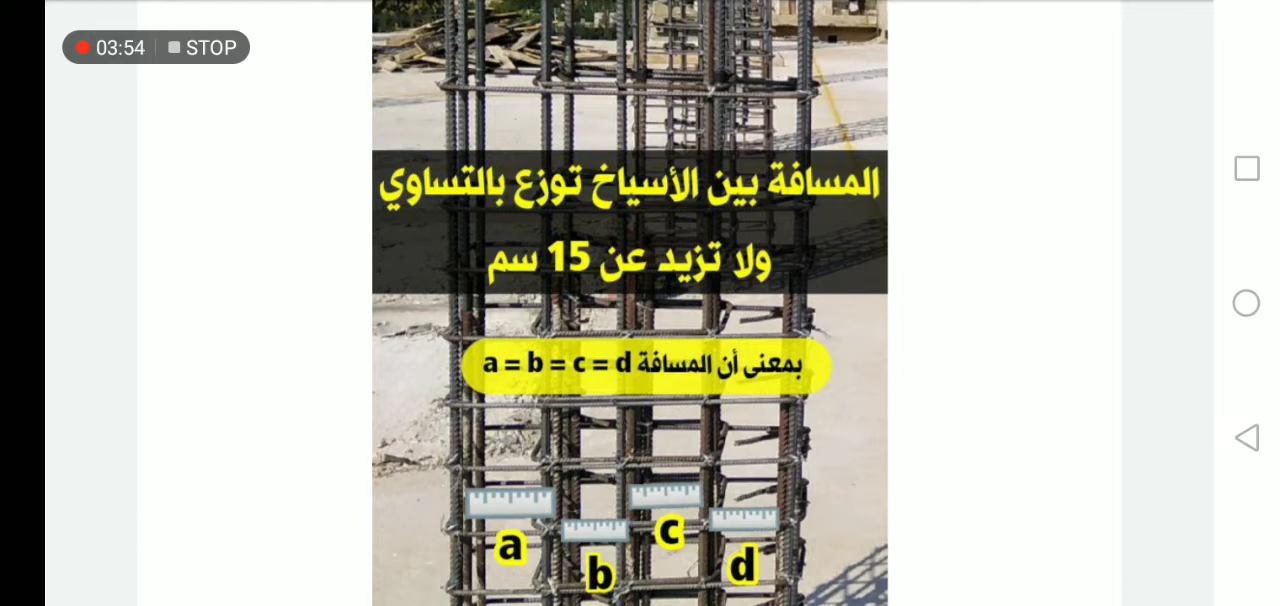 03:54 STOP
المسافة بين الأسياخ توزع بالتساوي
ولا تزيد عن 15 سم
بمعنى أن المسافة a = b = c = d
a
b
c
d